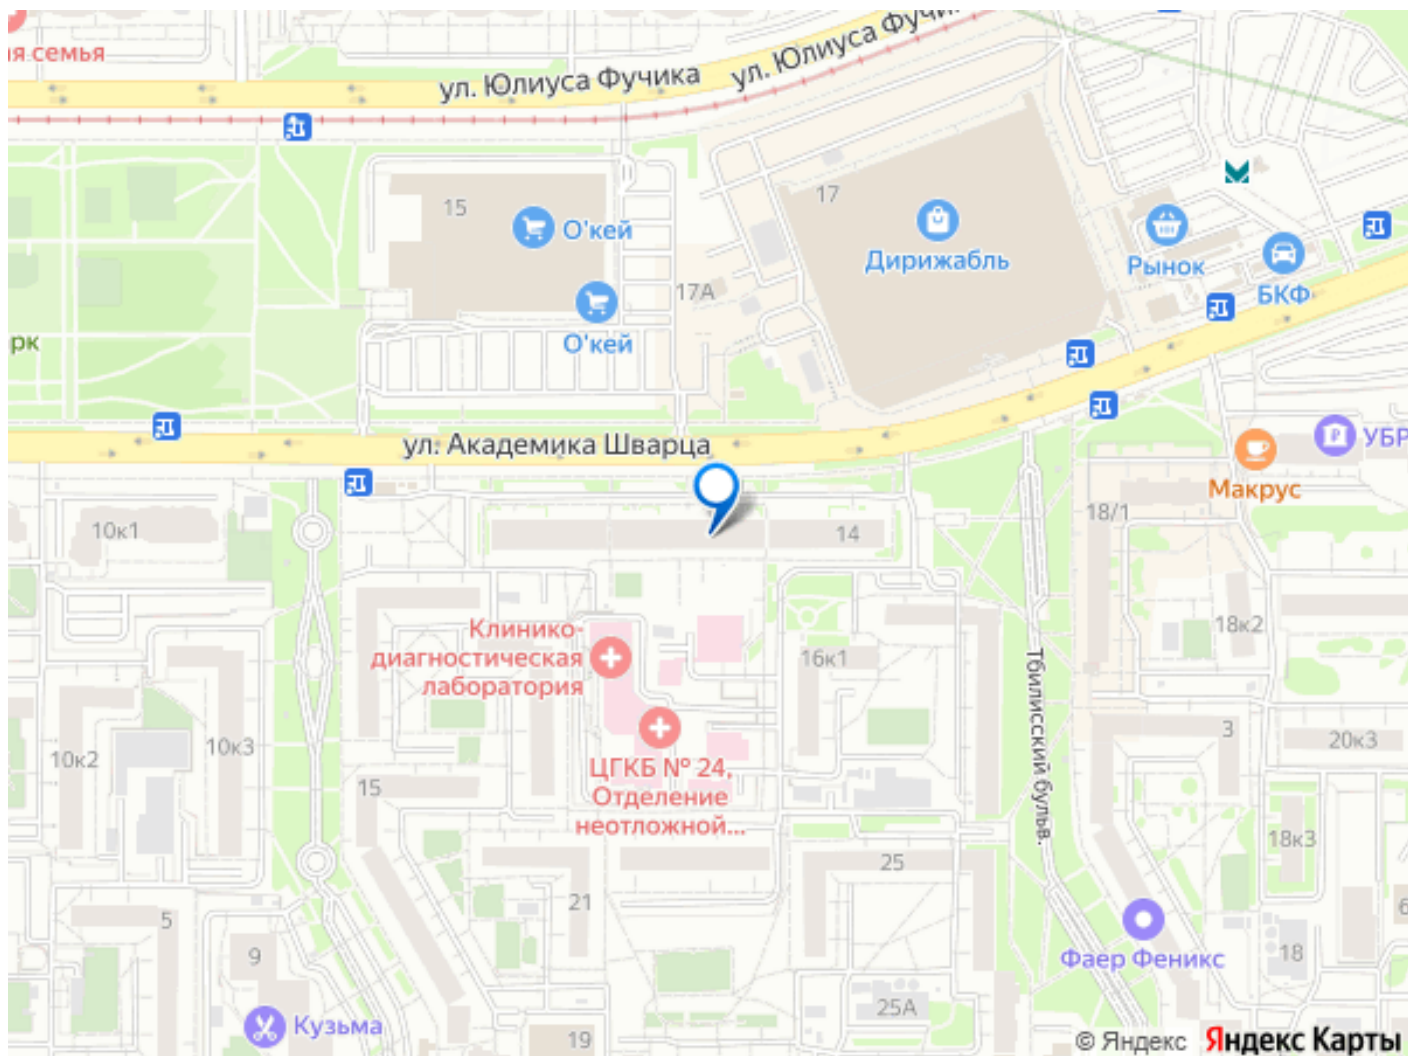 ул. Юлиуса Фучика
ул. Юлиуса Фучик
я семья
15
О'кей
О'кей
17А
17
Дирижабль
Рынок
БКФ
рк
ул. Академика Шварца
УБР
Макрус
10к1
14
18/1
18к2
Клинико-
диагностическая
лаборатория
16к1
Тбилисский бульв.
10к2
10к3
15
3
20к3
ЦГКБ № 24,
Отделение
неотложной...
18к3
25
21
5
6
9
Фаер Феникс
18
25А
Кузьма
19
© Яндекс
Яндекс Карты